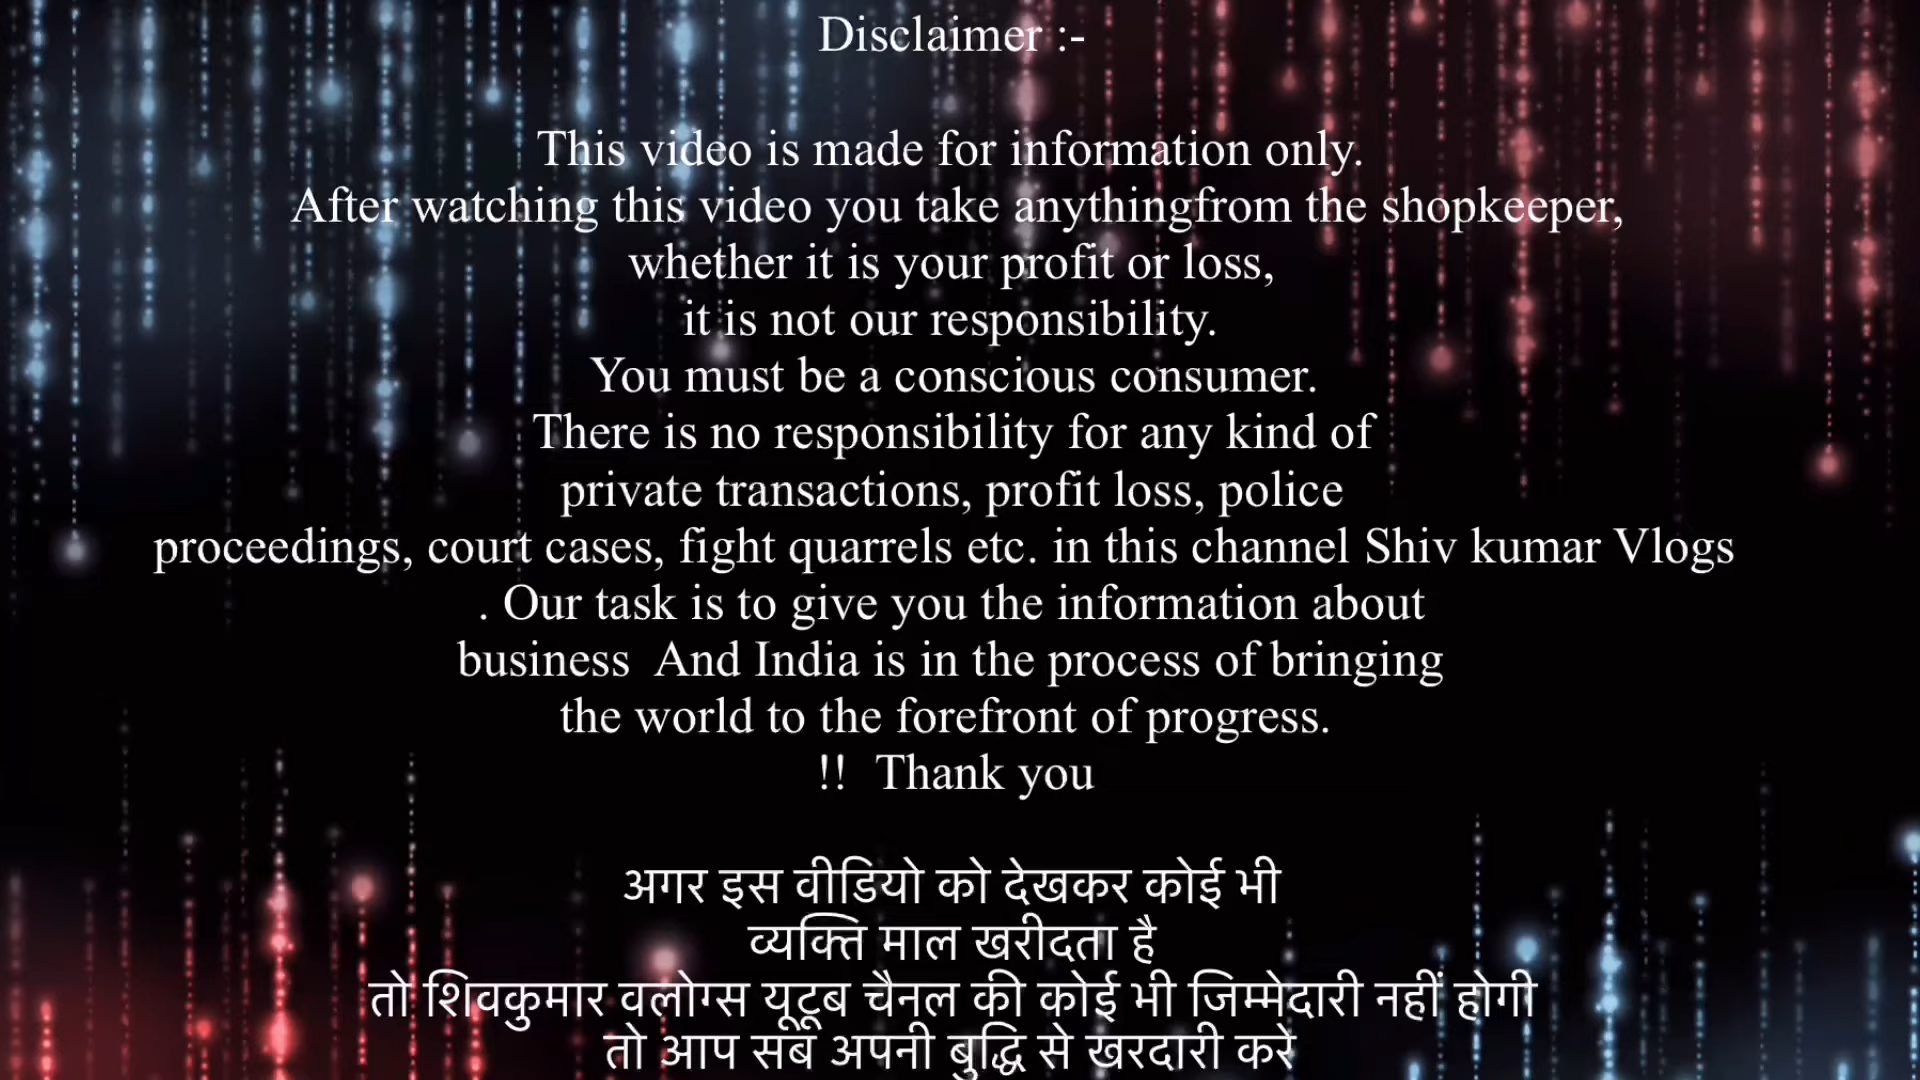 Disclaimer :-
This video is made for information only.
After watching this video you take anythingfrom the shopkeeper,
whether it is your profit or loss,
it is not our responsibility.
You must be a conscious consumer.
There is no responsibility for any kind of
private transactions, profit loss, police
proceedings, court cases, fight quarrels etc. in this channel Shiv kumar Vlogs
. Our task is to give you the information about
business  And India is in the process of bringing
the world to the forefront of progress.
!!  Thank you
अगर इस वीडियो को देखकर कोई भी
व्यक्ति माल खरीदता है
तो शिवकुमार वलोग्स यूटूब चैनल की कोई भी जिम्मेदारी नहीं होगी
तो आप सब अपनी बुद्धि से खरदारी करे